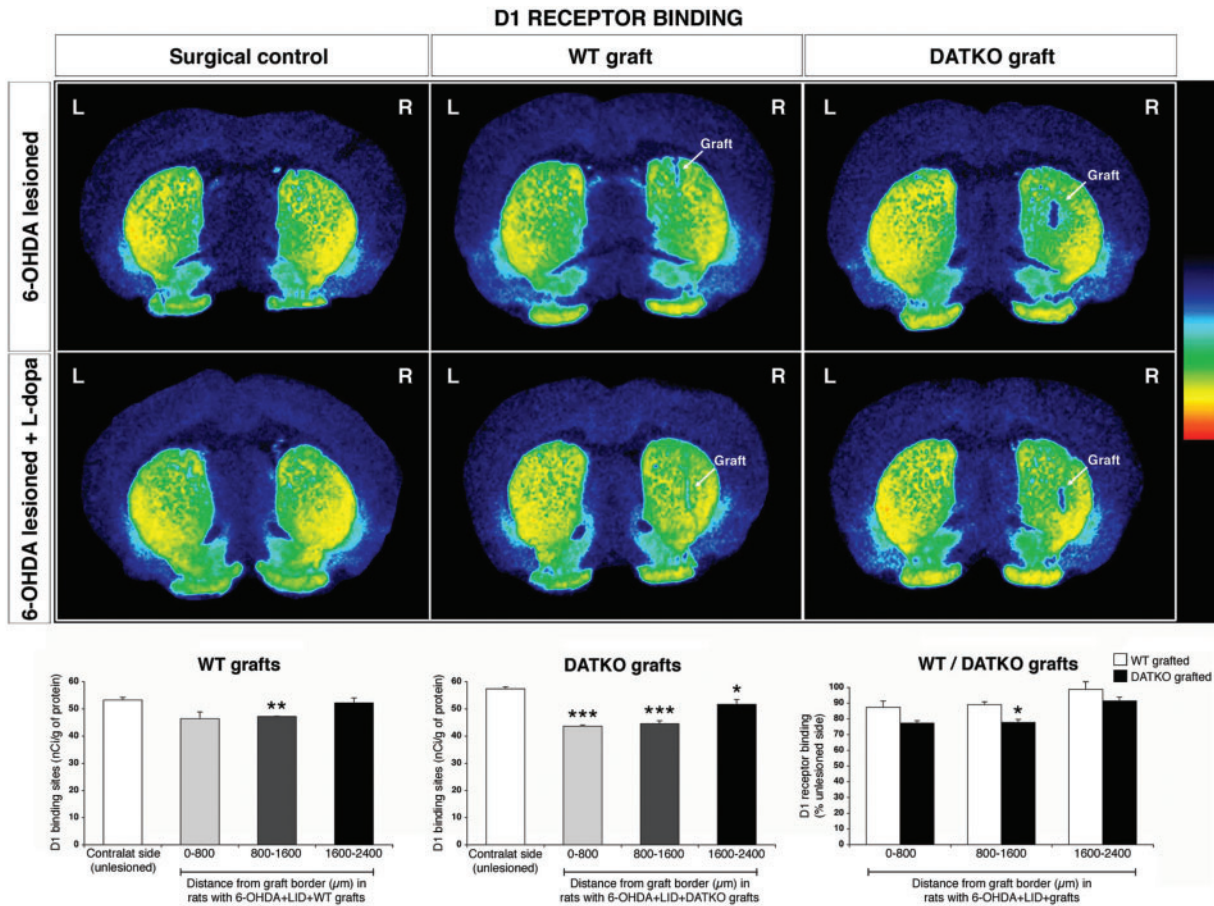 D1 RECEPTOR BINDING
Surgical control
WT graft
DATKO graft
6-OHDA lesioned
L R
L R
Graft
L R
Graft
6-OHDA lesioned + L-dopa
L R
L R
Graft
L R
Graft
WT grafts
D1 binding sites (nCi/g of protein)
60
50
40
30
20
10
0
**
Contralat side
(unlesioned)
0-800
800-1600
1600-2400
Distance from graft border (µm) in
rats with 6-OHDA+LID+WT grafts
DATKO grafts
D1 binding sites (nCi/g of protein)
60
50
40
30
20
10
0
***
***
*
Contralat side
(unlesioned)
0-800
800-1600
1600-2400
Distance from graft border (µm) in
rats with 6-OHDA+LID+DATKO grafts
WT / DATKO grafts
WT grafted
DATKO grafted
D1 receptor binding
(% unlesioned side)
100
90
80
70
60
50
40
30
20
10
0
*
0-800
800-1600
1600-2400
Distance from graft border (µm) in
rats with 6-OHDA+LID+grafts